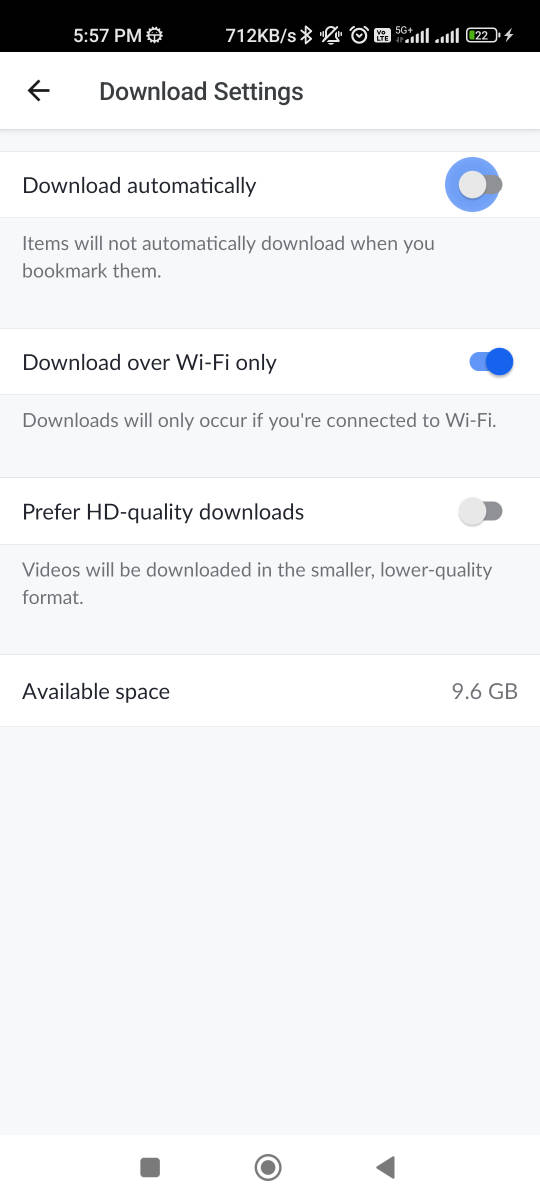 5:57 PM 712KB/s Vo LTE 5G+ 22
Download Settings
Download automatically
Items will not automatically download when you
bookmark them.
Download over Wi-Fi only
Downloads will only occur if you're connected to Wi-Fi.
Prefer HD-quality downloads
Videos will be downloaded in the smaller, lower-quality
format.
Available space 9.6 GB